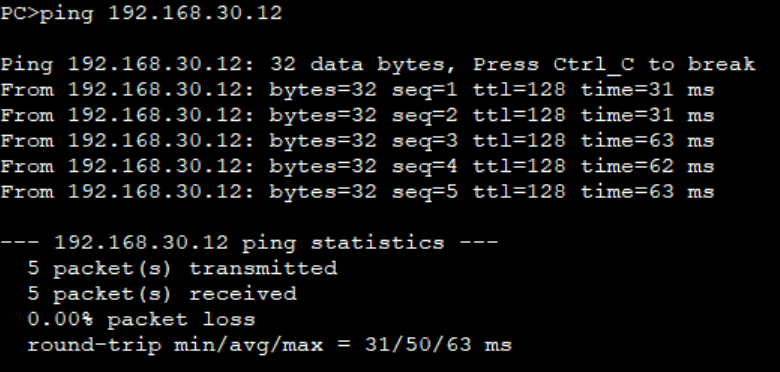 PC>ping 192.168.30.12
Ping 192.168.30.12: 32 data bytes, Press Ctrl_C to break
From 192.168.30.12: bytes=32 seq=1 ttl=128 time=31 ms
From 192.168.30.12: bytes=32 seq=2 ttl=128 time=31 ms
From 192.168.30.12: bytes=32 seq=3 ttl=128 time=63 ms
From 192.168.30.12: bytes=32 seq=4 ttl=128 time=62 ms
From 192.168.30.12: bytes=32 seq=5 ttl=128 time=63 ms
--- 192.168.30.12 ping statistics ---
5 packet(s) transmitted
5 packet(s) received
0.00% packet loss
round-trip min/avg/max = 31/50/63 ms